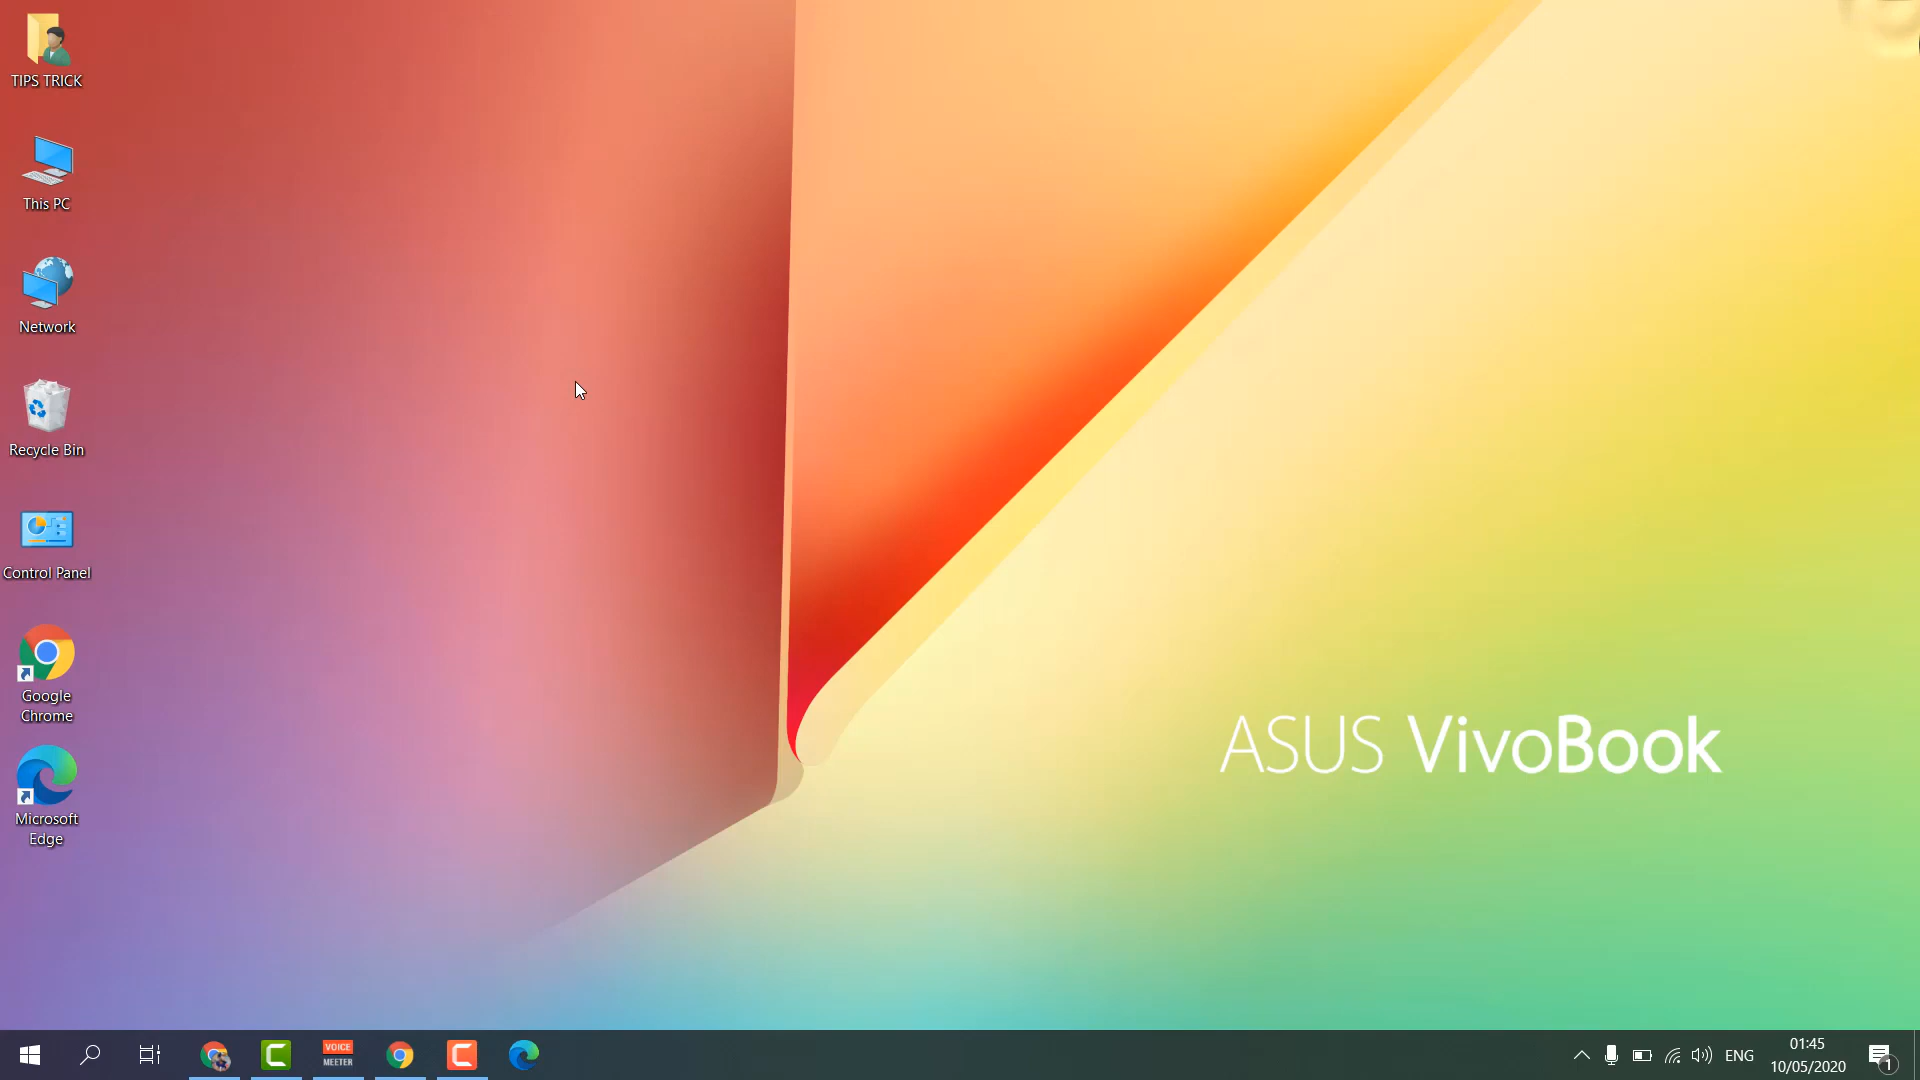 TIPS TRICK
This PC
Network
Recycle Bin
Control Panel
Google
Chrome
Microsoft
Edge
ASUS VivoBook
VOICE
MEETER
ENG
01:45
10/05/2020
1